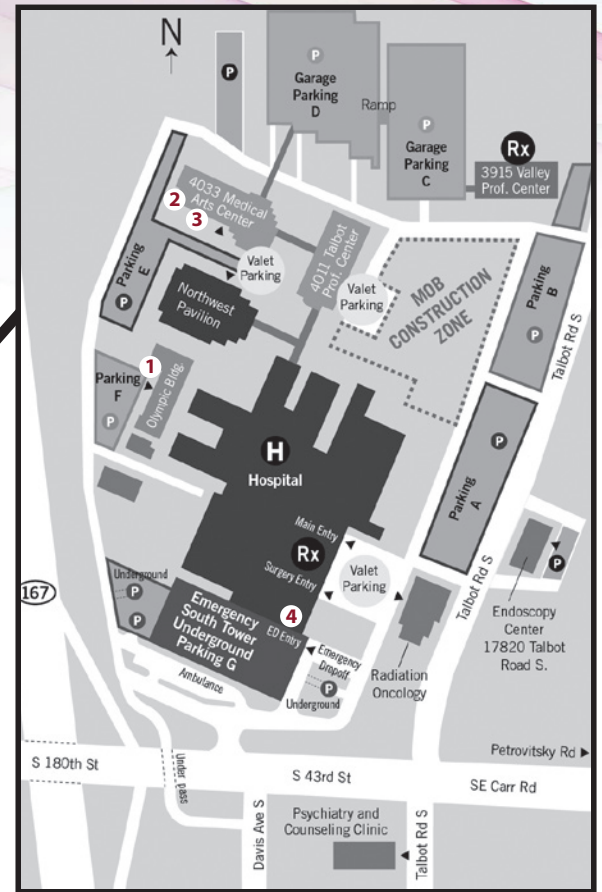 N
P
P
Garage
Parking
D
Ramp
P
Garage
Parking
C
Rx
3915 Valley
Prof. Center
2
3
4033 Medical
Arts Center
Parking
E
P
Valet
Parking
Northwest
Pavilion
4011 Talbot
Prof. Center
Valet
Parking
MOB
CONSTRUCTION
ZONE
Parking
B
P
Talbot Rd S
1
Parking
F
P
Olympic Bldg.
H
Hospital
P
Parking
A
Main Entry
Rx
Surgery Entry
Valet
Parking
Talbot Rd S
P
Endoscopy
Center
17820 Talbot
Road S.
167
Underground
P
P
Emergency
South Tower
Underground
Parking G
4
ED Entry
Emergency
Dropoff
P
Underground
Radiation
Oncology
Ambulance
Petrovitsky Rd
S 180th St
Under pass
S 43rd St
SE Carr Rd
Davis Ave S
Psychiatry and
Counseling Clinic
Talbot Rd S